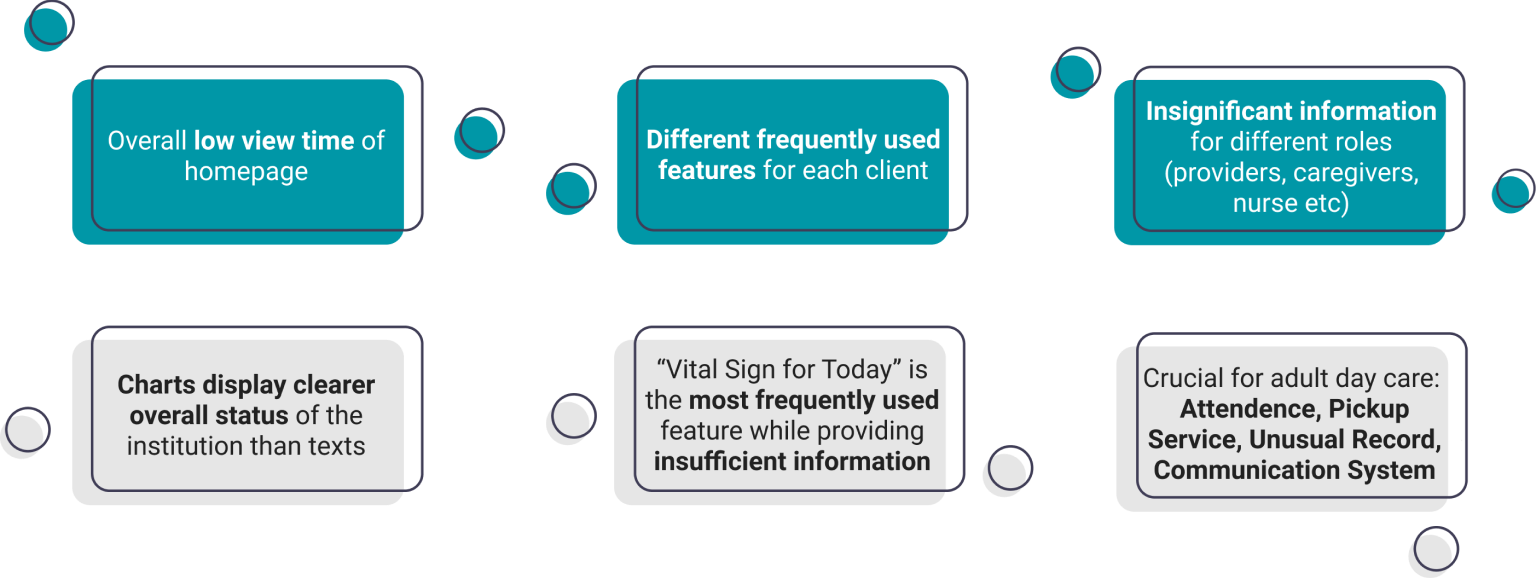 Overall low view time of
homepage
Different frequently used
features for each client
Insignificant information
for different roles
(providers, caregivers,
nurse etc)
Charts display clearer
overall status of the
institution than texts
“Vital Sign for Today” is
the most frequently used
feature while providing
insufficient information
Crucial for adult day care:
Attendence, Pickup
Service, Unusual Record,
Communication System